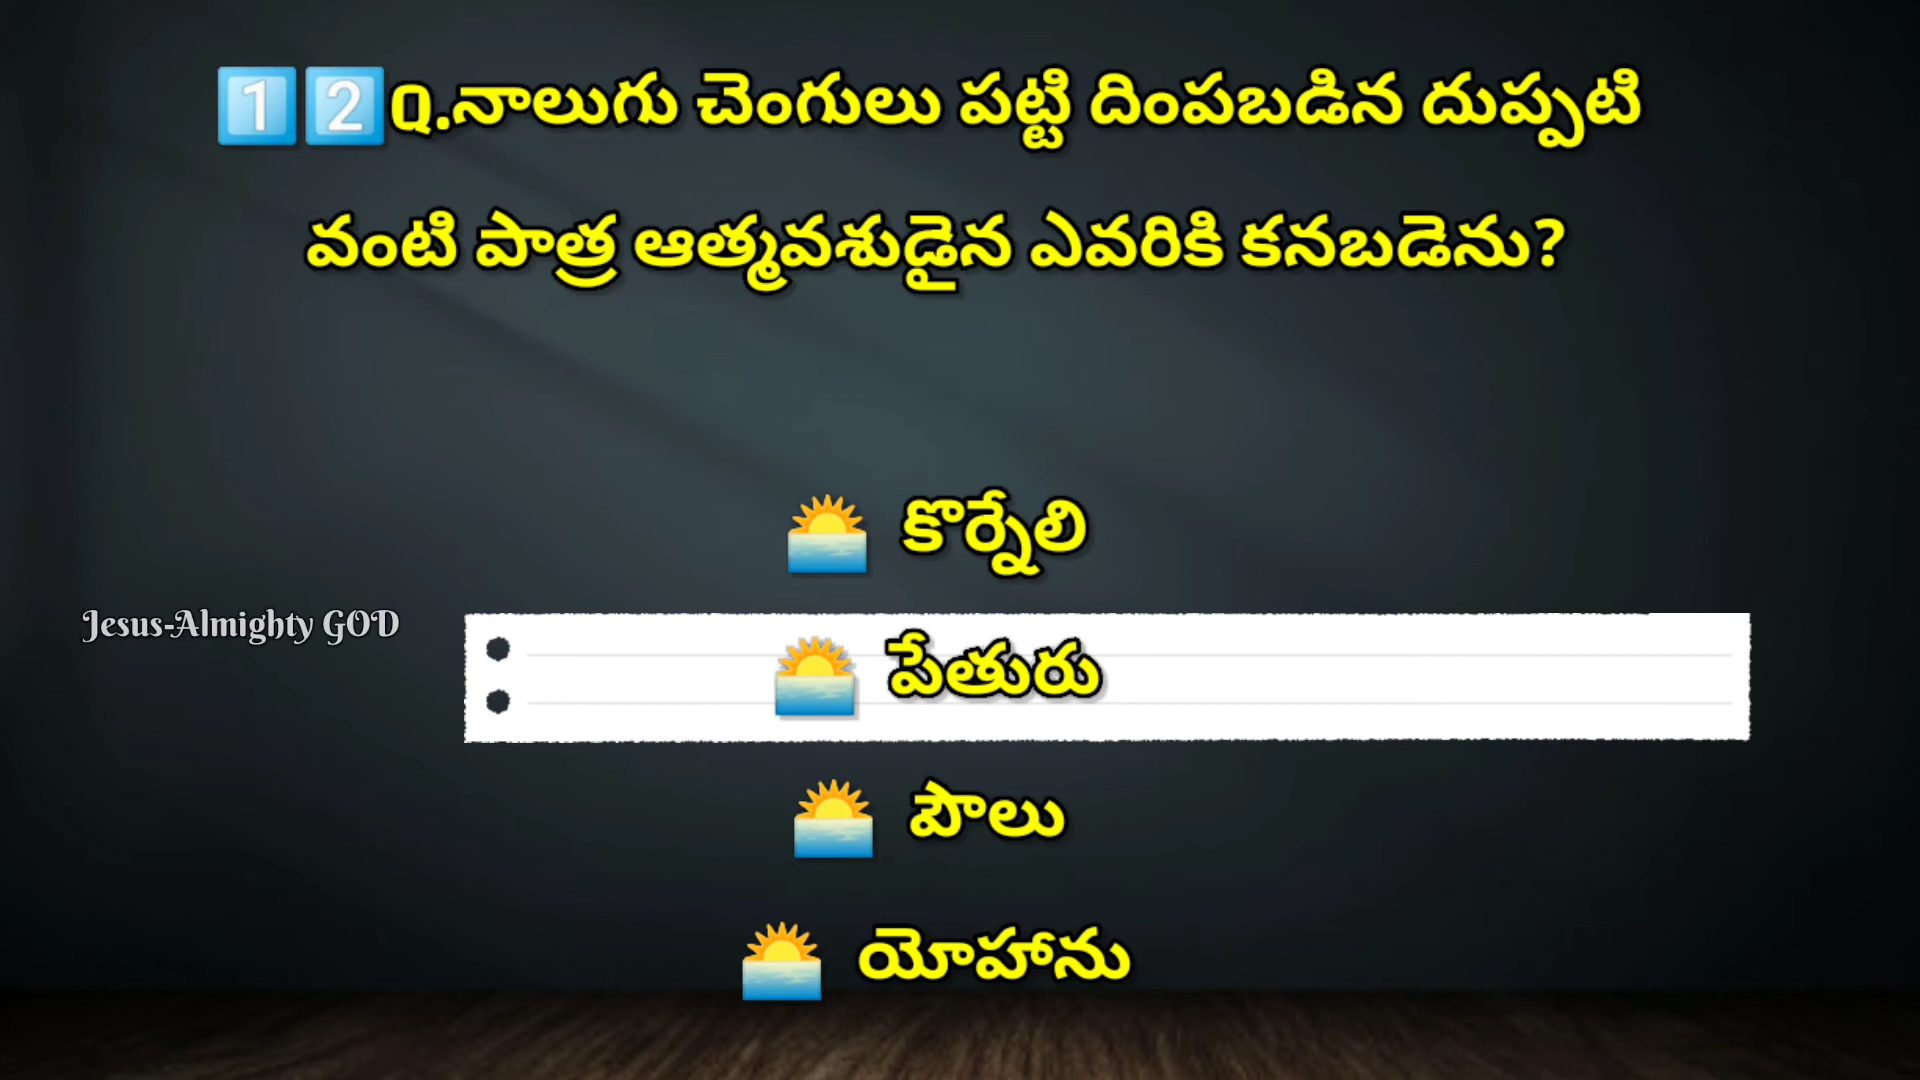 1️⃣2️⃣Q.నాలుగు చెంగులు పట్టి దింపబడిన దుప్పటి
వంటి పాత్ర ఆత్మవశుడైన ఎవరికి కనబడెను?
🌅 కొర్నేలి
Jesus-Almighty GOD
🌅 పేతురు
🌅 పౌలు
🌅 యోహాను